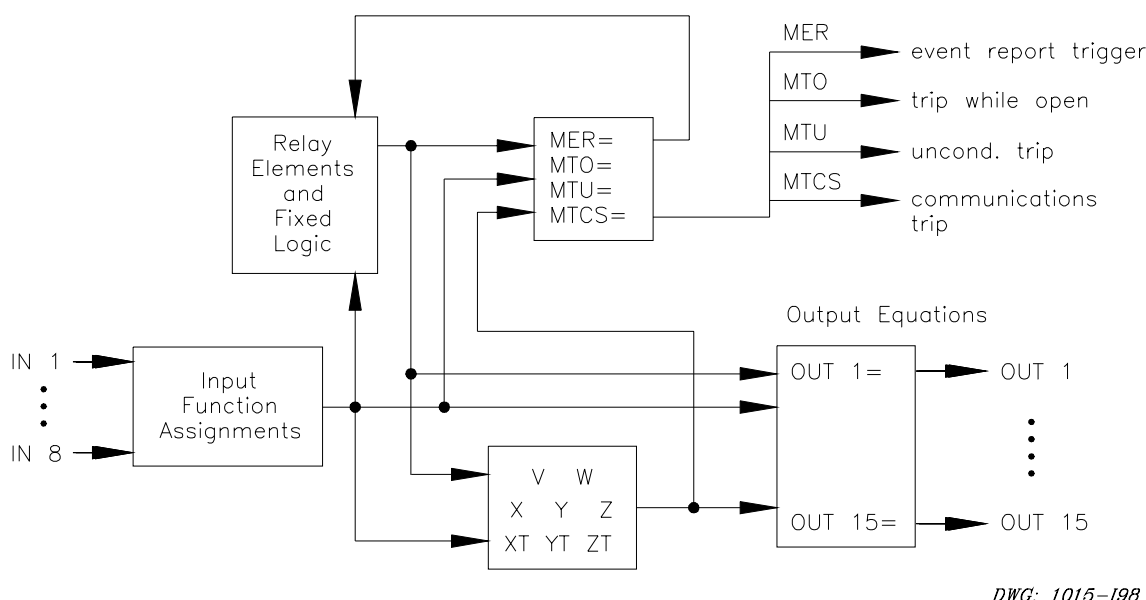 MER
event report trigger
MTO
trip while open
MTU
uncond. trip
MTCS
communications
trip
Relay
Elements
and
Fixed
Logic
MER=
MTO=
MTU=
MTCS=
Output Equations
IN 1
IN 8
Input
Function
Assignments
OUT 1=
OUT 15=
OUT 1
OUT 15
V W
X Y Z
XT YT ZT
DWG: 1015-I98